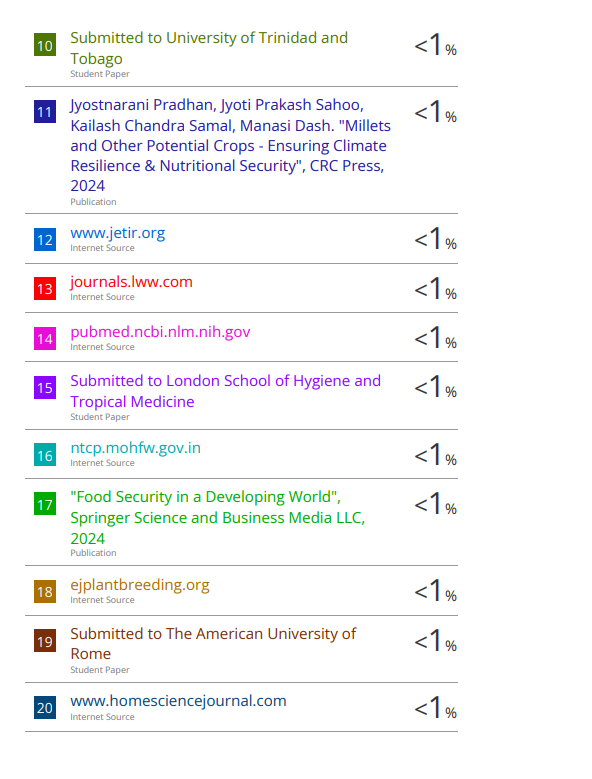 10 Submitted to University of Trinidad and <1%
Tobago
Student Paper
11 Jyostnarani Pradhan, Jyoti Prakash Sahoo, <1%
Kailash Chandra Samal, Manasi Dash. "Millets
and Other Potential Crops - Ensuring Climate
Resilience & Nutritional Security", CRC Press,
2024
Publication
12 www.jetir.org <1%
Internet Source
13 journals.lww.com <1%
Internet Source
14 pubmed.ncbi.nlm.nih.gov <1%
Internet Source
15 Submitted to London School of Hygiene and <1%
Tropical Medicine
Student Paper
16 ntcp.mohfw.gov.in <1%
Internet Source
17 "Food Security in a Developing World", <1%
Springer Science and Business Media LLC,
2024
Publication
18 ejplantbreeding.org <1%
Internet Source
19 Submitted to The American University of <1%
Rome
Student Paper
20 www.homesciencejournal.com <1%
Internet Source